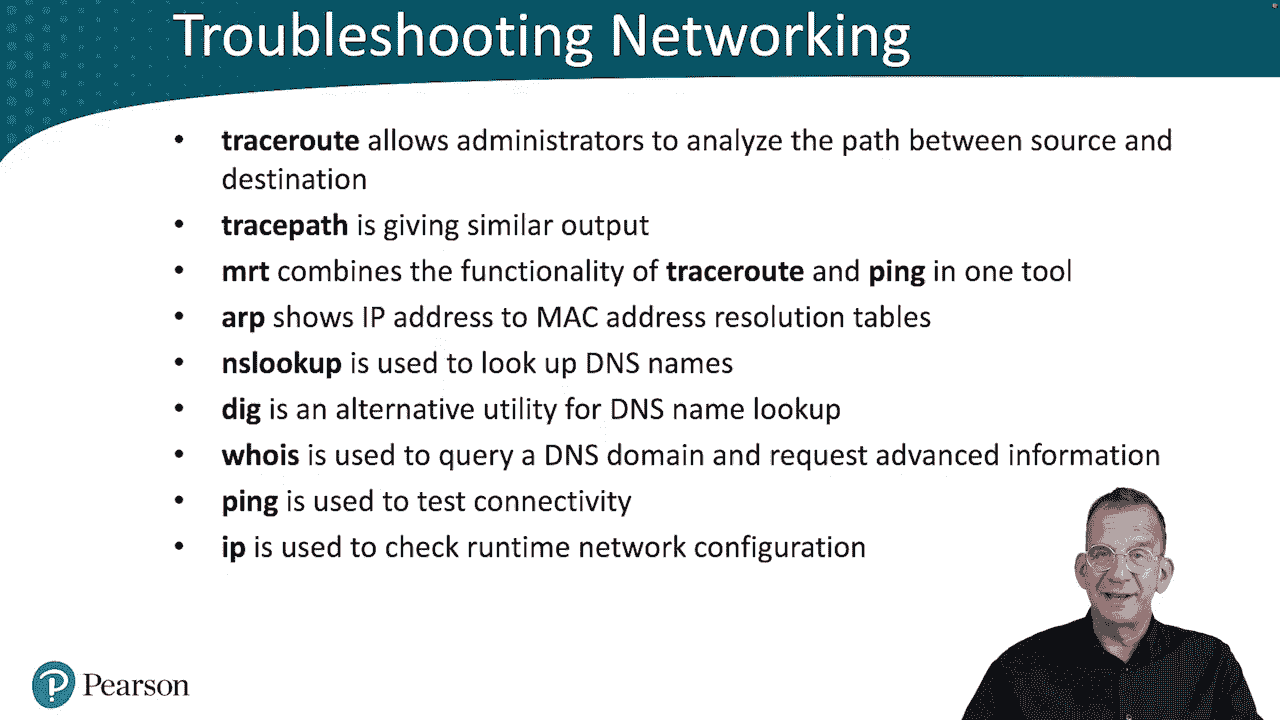 Troubleshooting Networking
• traceroute allows administrators to analyze the path between source and
destination
• tracepath is giving similar output
• mrt combines the functionality of traceroute and ping in one tool
• arp shows IP address to MAC address resolution tables
• nslookup is used to look up DNS names
• dig is an alternative utility for DNS name lookup
• whois is used to query a DNS domain and request advanced information
• ping is used to test connectivity
• ip is used to check runtime network configuration
Pearson